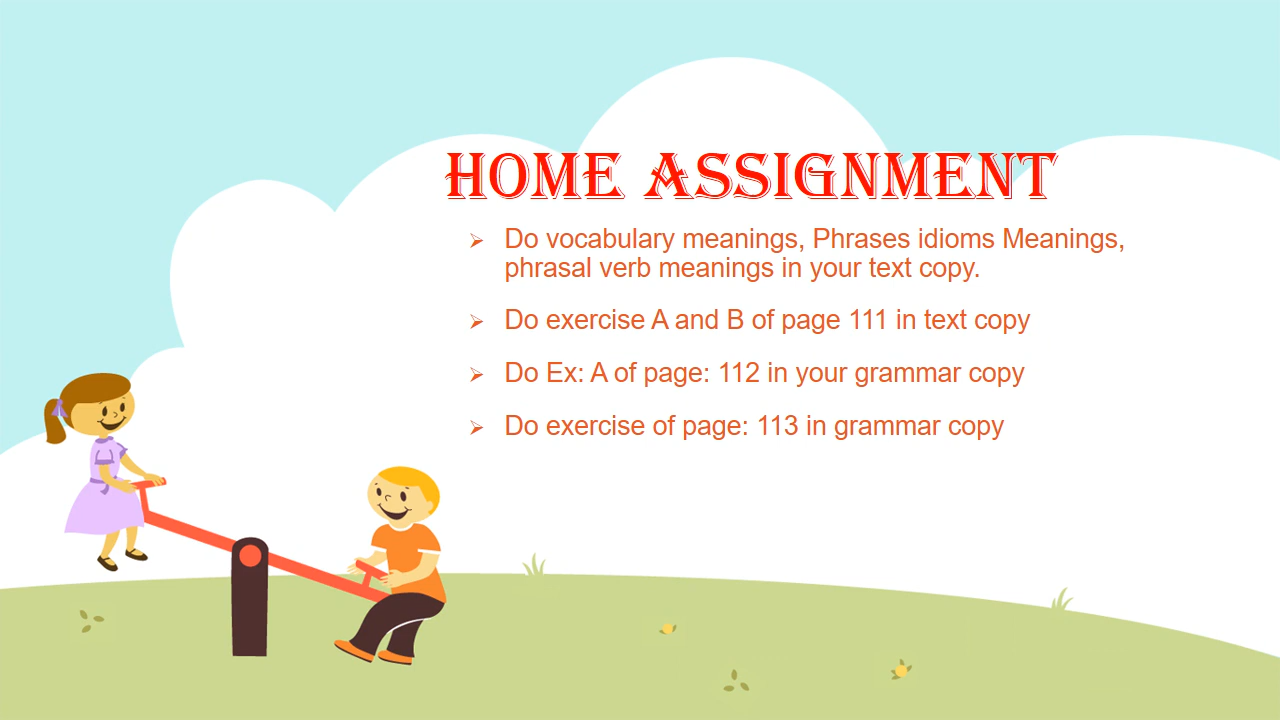 HOME ASSIGNMENT
➢ Do vocabulary meanings, Phrases idioms Meanings,
phrasal verb meanings in your text copy.
➢ Do exercise A and B of page 111 in text copy
➢ Do Ex: A of page: 112 in your grammar copy
➢ Do exercise of page: 113 in grammar copy